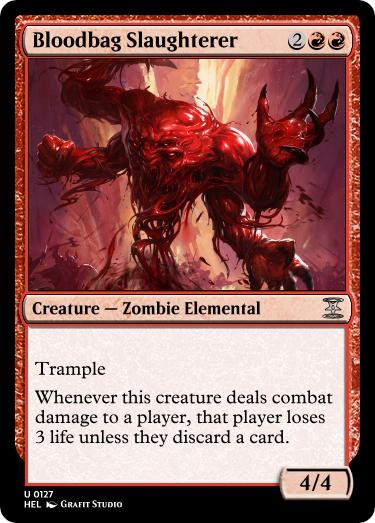 Bloodbag Slaughterer 2
Creature — Zombie Elemental
Trample
Whenever this creature deals combat
damage to a player, that player loses
3 life unless they discard a card.
4/4
U 0127
HEL Grafit Studio